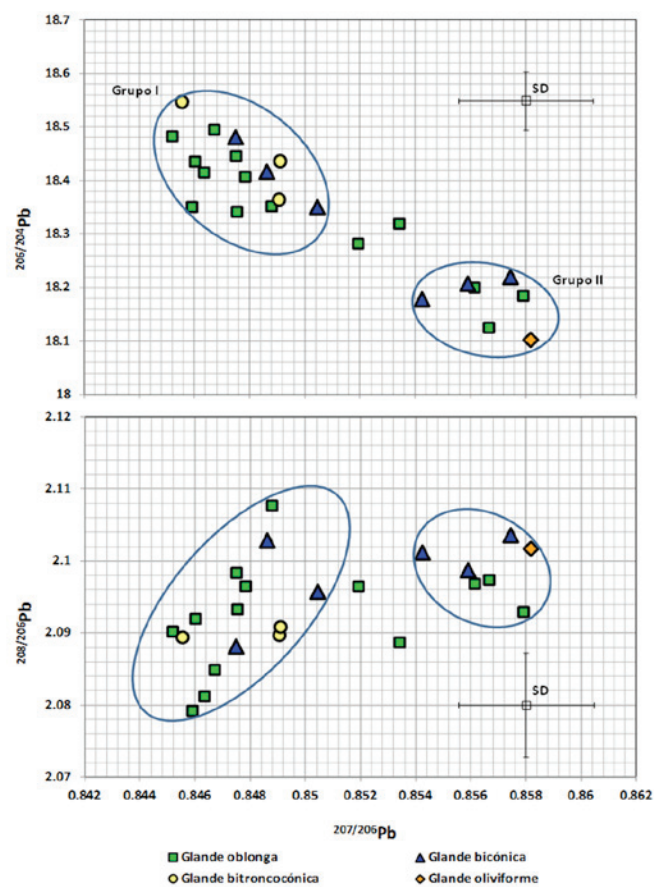 18.7
18.6
18.5
18.4
18.3
18.2
18.1
18
206/204Pb
Grupo I
SD
Grupo II
2.12
2.11
2.1
2.09
2.08
2.07
208/206Pb
SD
0.842 0.844 0.846 0.848 0.85 0.852 0.854 0.856 0.858 0.86 0.862
207/206Pb
Glande oblonga Glande bicónica
Glande bitroncocónica Glande oliviforme